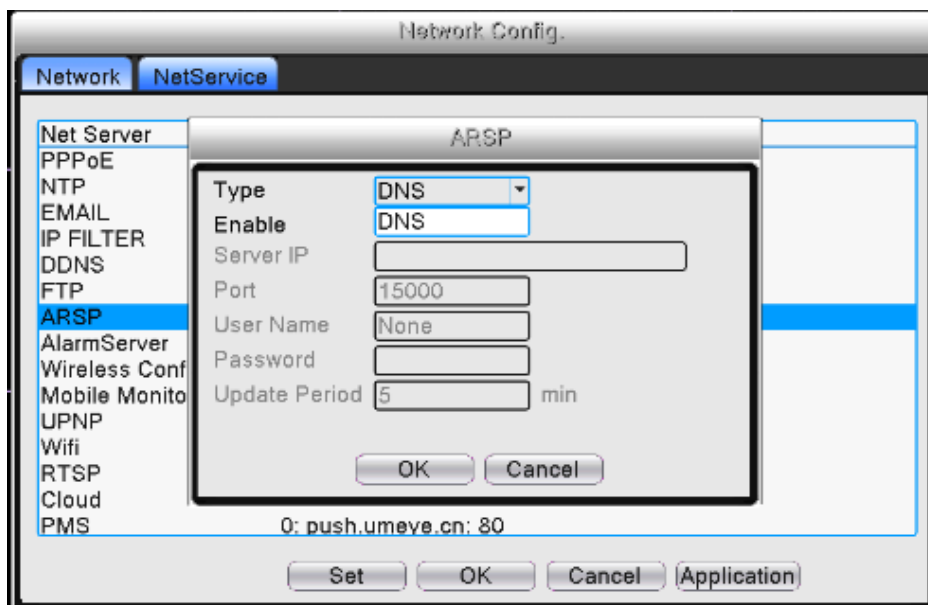 Network Config.
Network NetService
Net Server
PPPoE
NTP
EMAIL
IP FILTER
DDNS
FTP
ARSP
AlarmServer
Wireless Conf
Mobile Monito
UPNP
Wifi
RTSP
Cloud
PMS 0: push.umeye.cn: 80
ARSP
Type DNS
Enable DNS
Server IP
Port 15000
User Name None
Password
Update Period 5 min
OK Cancel
Set OK Cancel Application